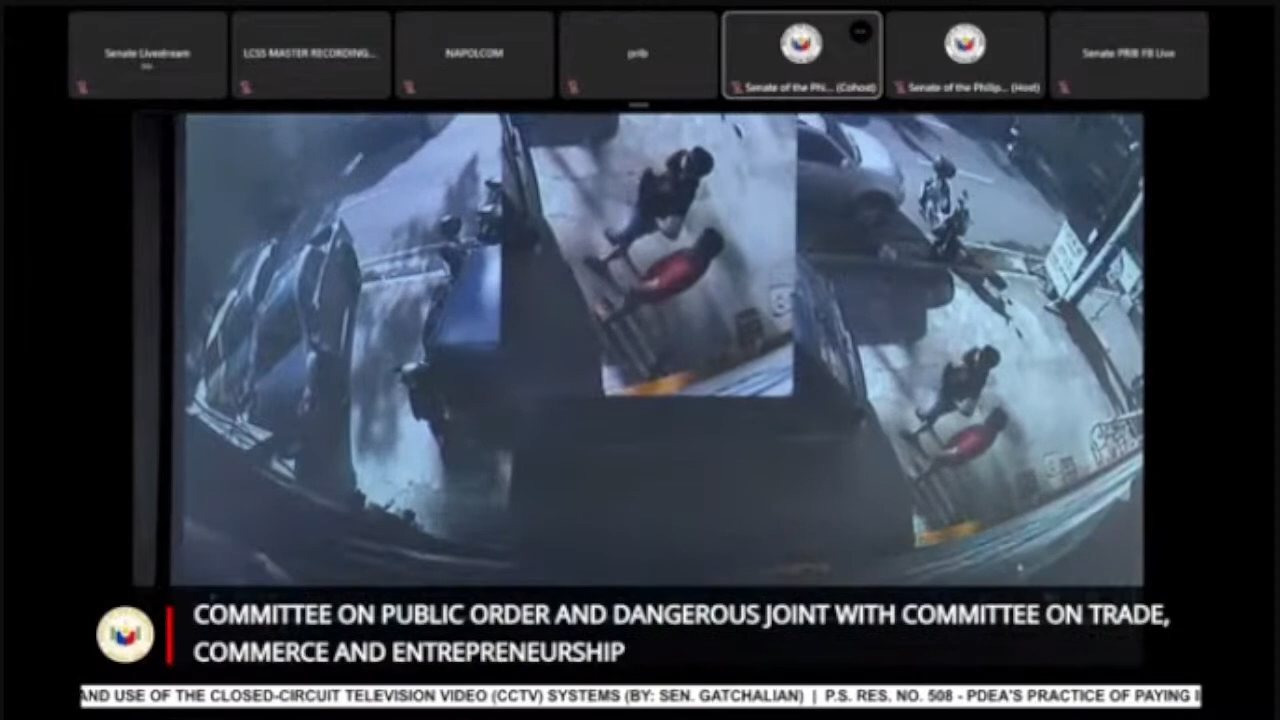 Senate Livestream
LCSS MASTER RECORDING...
NAPOLCOM
prib
Senate of the Phi... (Cohost)
Senate of the Philip... (Host)
Senate PRIB FB Live
COMMITTEE ON PUBLIC ORDER AND DANGEROUS JOINT WITH COMMITTEE ON TRADE,
COMMERCE AND ENTREPRENEURSHIP
AND USE OF THE CLOSED-CIRCUIT TELEVISION VIDEO (CCTV) SYSTEMS (BY: SEN. GATCHALIAN) | P.S. RES. NO. 508 - PDEA'S PRACTICE OF PAYING I